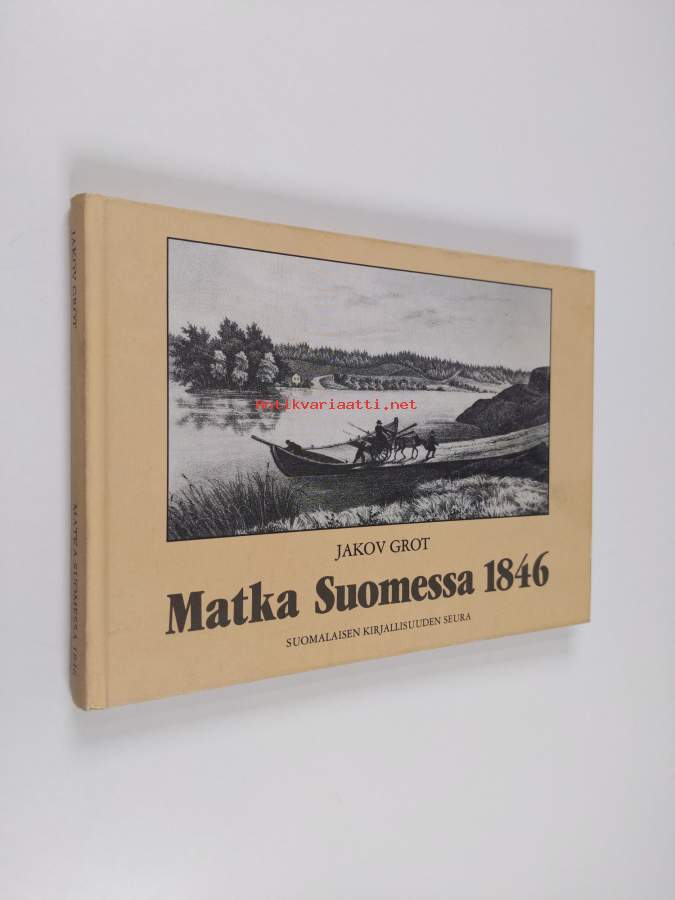 JAKOV GROT
MATKA SUOMESSA 1846
antikvariaatti.net
JAKOV GROT
Matka Suomessa 1846
SUOMALAISEN KIRJALLISUUDEN SEURA